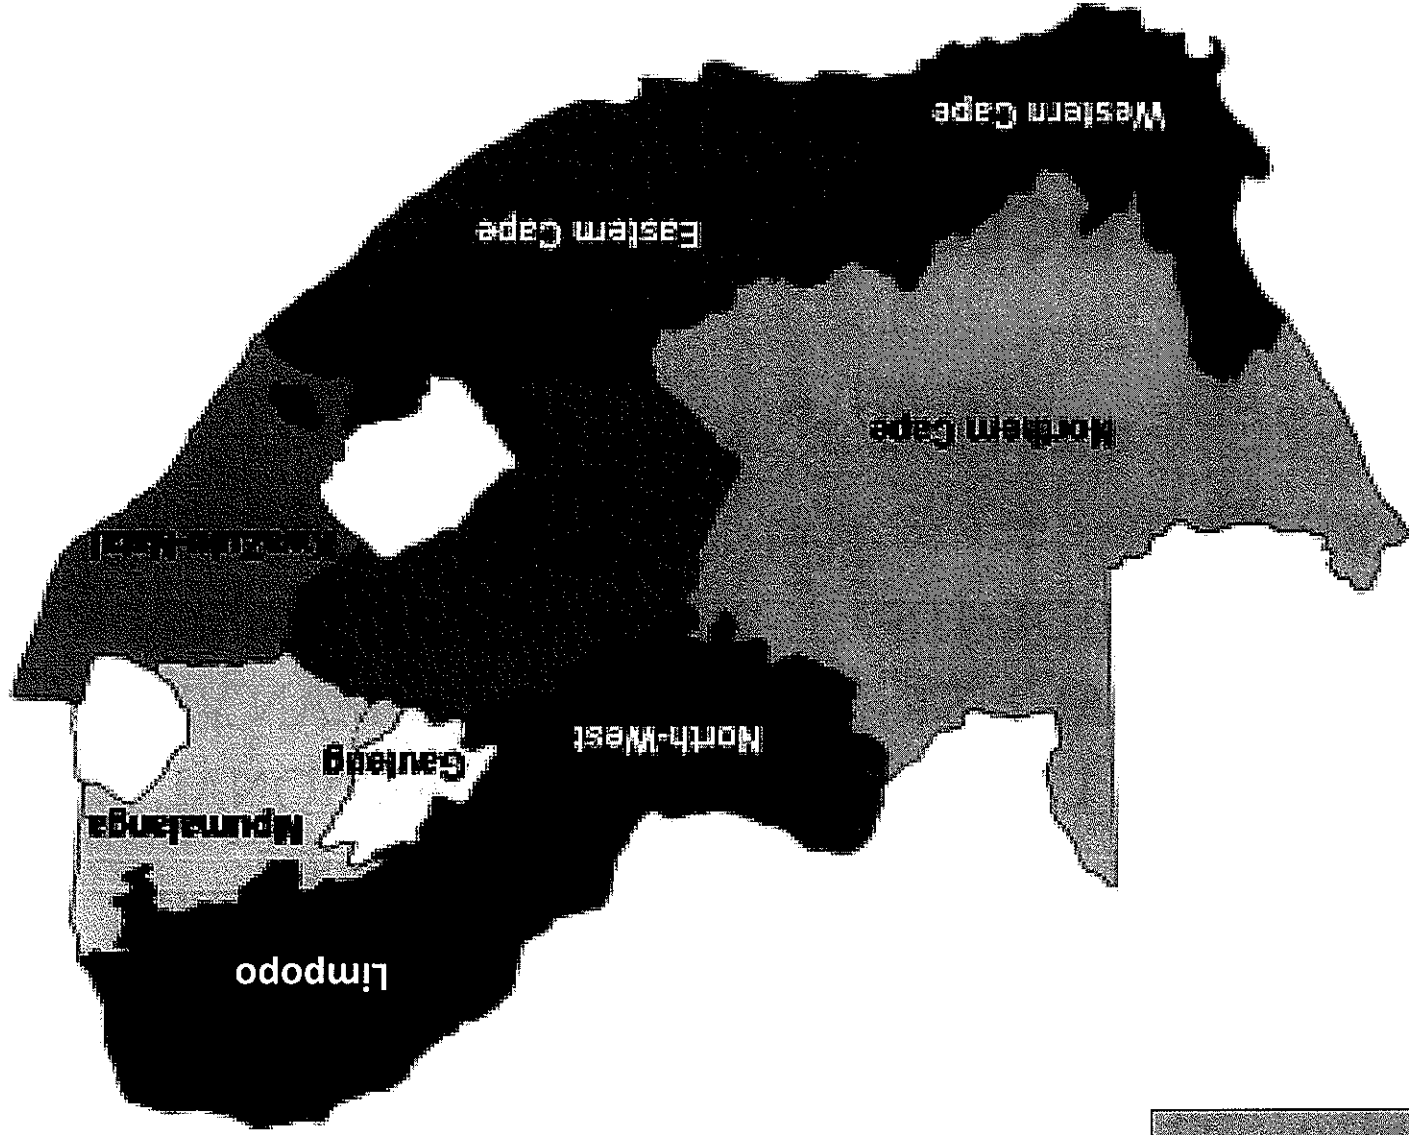 Limpopo
Mpumalanga
Gauteng
North-West
Northern Cape
Eastern Cape
Western Cape